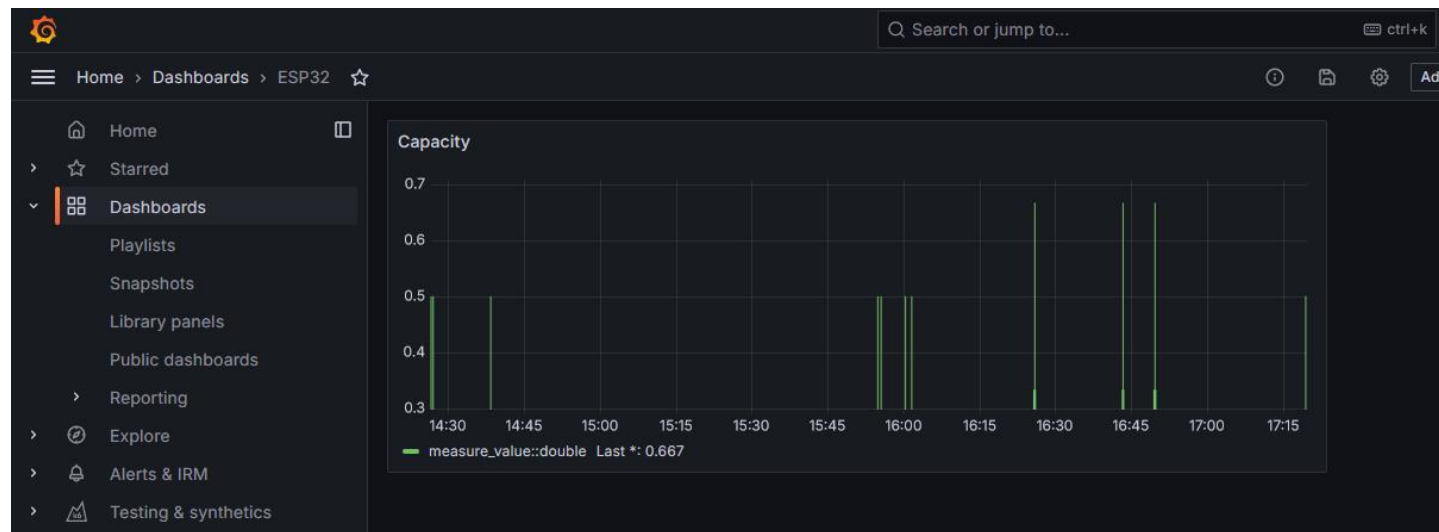 Search or jump to...
ctrl+k
Home › Dashboards › ESP32
Ad
Home
Starred
Dashboards
Playlists
Snapshots
Library panels
Public dashboards
Reporting
Explore
Alerts & IRM
Testing & synthetics
Capacity
0.7
0.6
0.5
0.4
0.3
14:30 14:45 15:00 15:15 15:30 15:45 16:00 16:15 16:30 16:45 17:00 17:15
measure_value::double Last *: 0.667